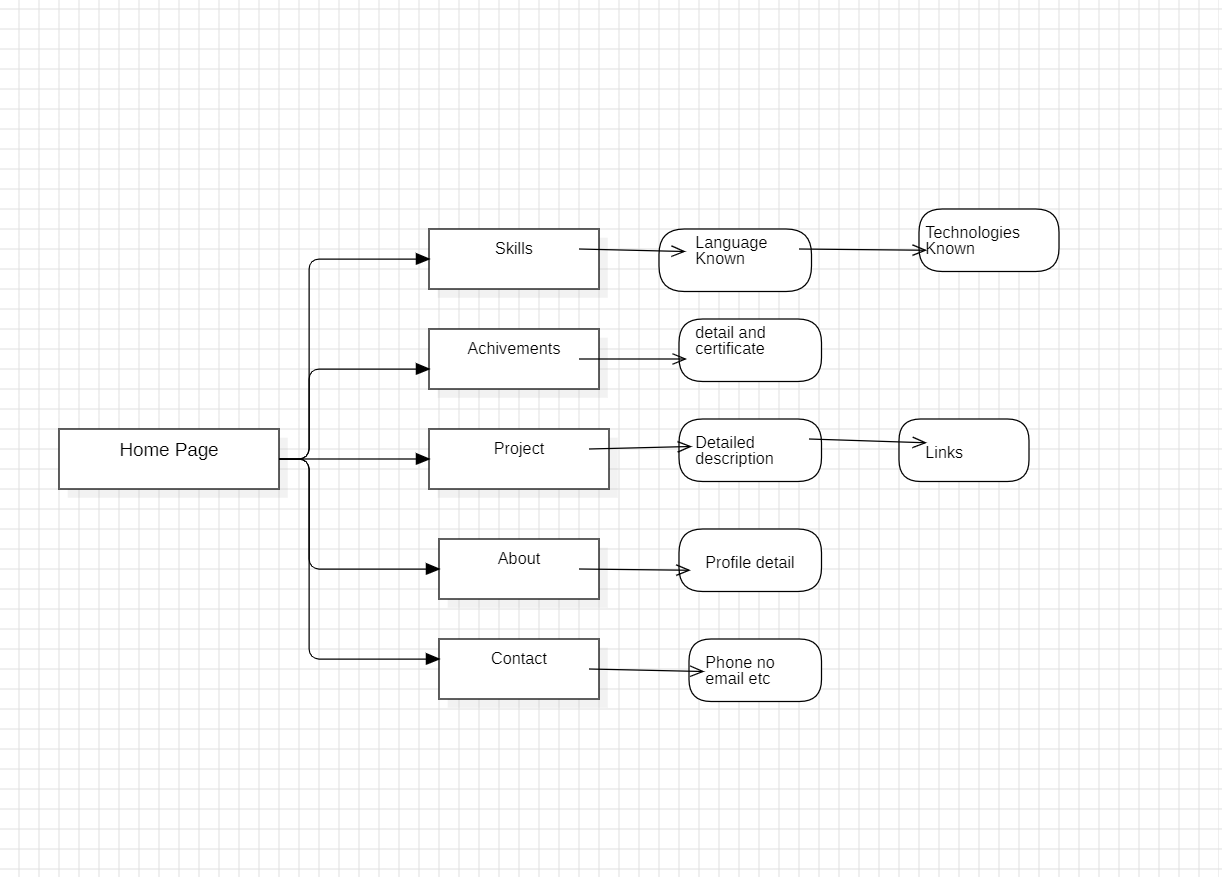 Home Page
Skills
Language
Known
Technologies
Known
Achivements
detail and
certificate
Project
Detailed
description
Links
About
Profile detail
Contact
Phone no
email etc